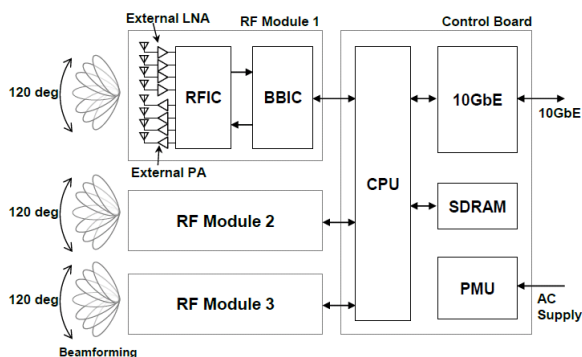 External LNA
RF Module 1
Control Board
120 deg
RFIC
BBIC
10GbE
10GbE
External PA
CPU
120 deg
RF Module 2
SDRAM
120 deg
RF Module 3
PMU
AC
Supply
Beamforming